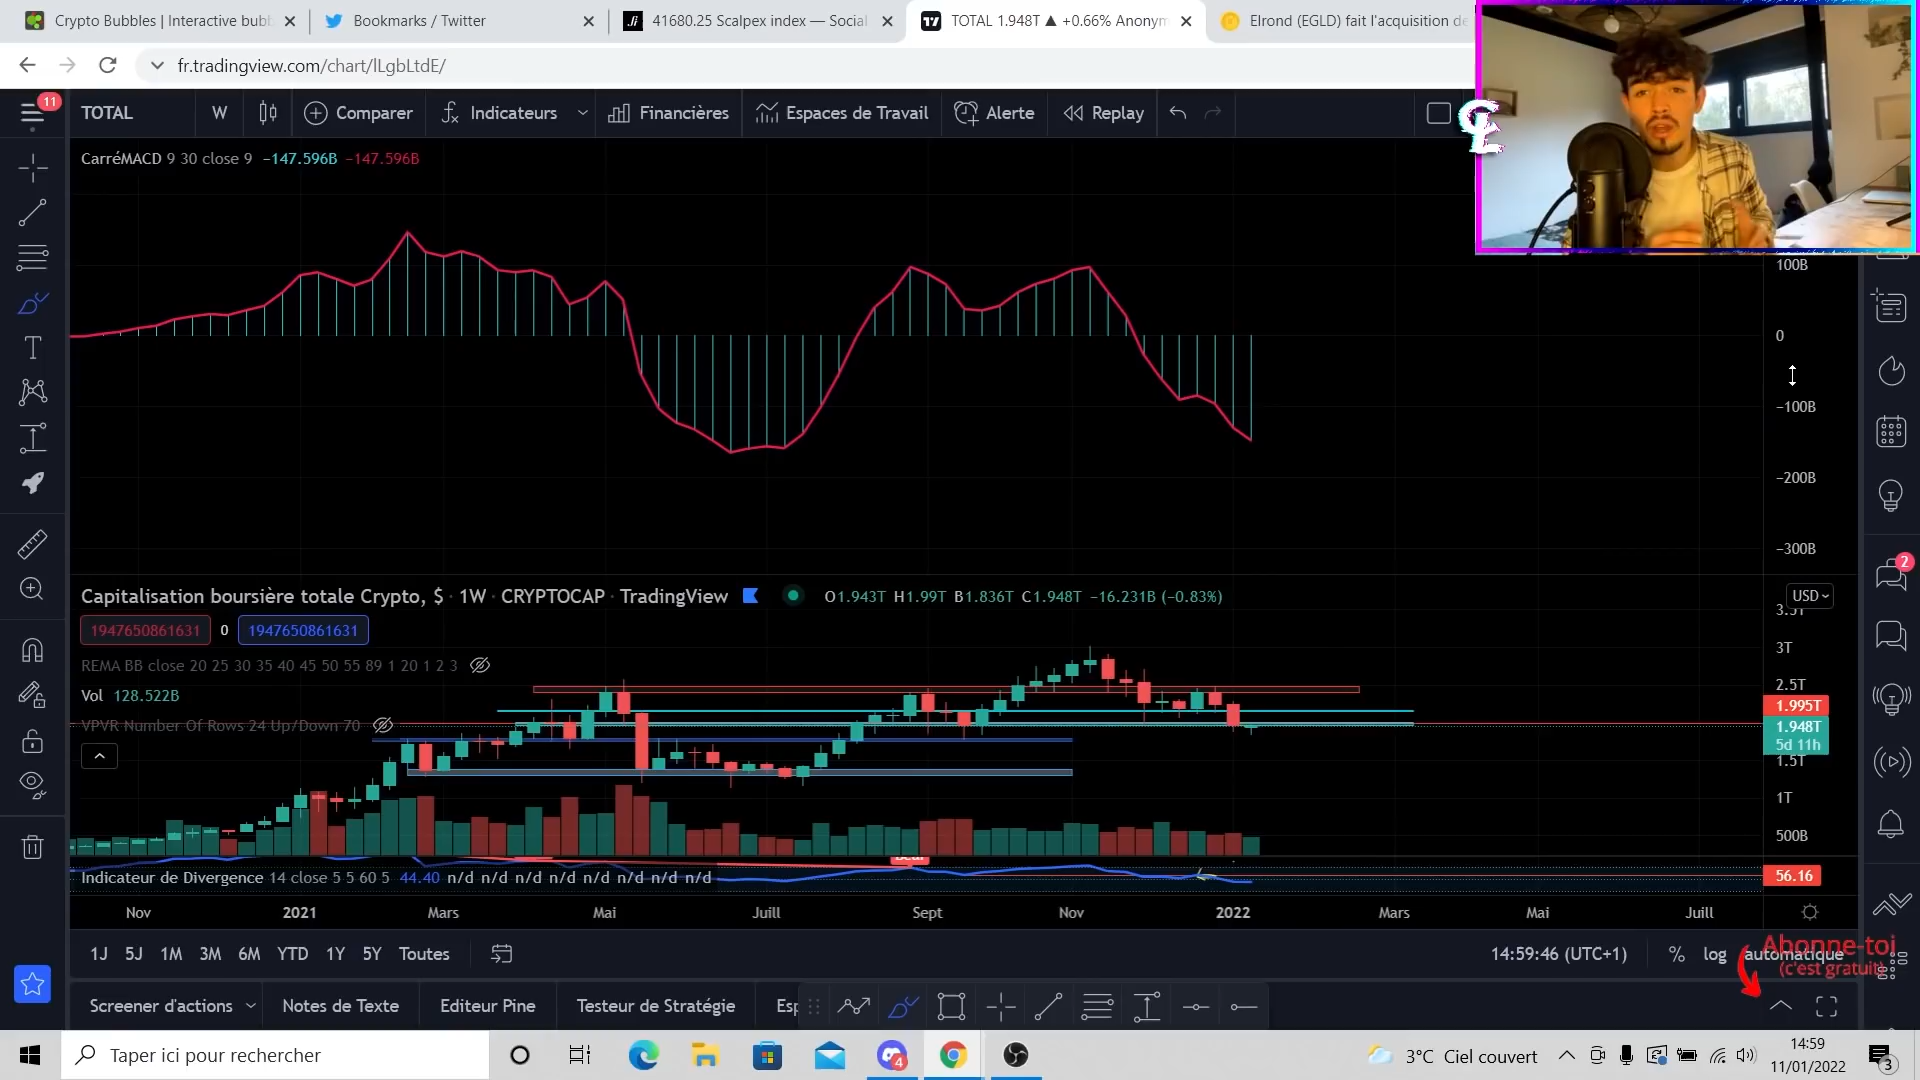 Crypto Bubbles | Interactive bubb
Bookmarks / Twitter
41680.25 Scalpex index — Social
TOTAL 1.948T ▲ +0.66% Anonym
Elrond (EGLD) fait l'acquisition de
fr.tradingview.com/chart/lLgbLtdE/
11
TOTAL
W
Comparer
Indicateurs
Financières
Espaces de Travail
Alerte
Replay
CarréMACD 9 30 close 9 −147.596B −147.596B
100B
0
−100B
−200B
−300B
2
Capitalisation boursière totale Crypto, $ · 1W · CRYPTOCAP · TradingView
O1.943T H1.99T B1.836T C1.948T −16.231B (−0.83%)
USD
1947650861631 0 1947650861631
REMA BB close 20 25 30 35 40 45 50 55 89 1 20 1 2 3
Vol 128.522B
VPVR Number Of Rows 24 Up/Down 70
3.5T
3T
2.5T
1.995T
1.948T
5d 11h
1.5T
1T
500B
Indicateur de Divergence 14 close 5 5 60 5 44.40 n/d n/d n/d n/d n/d n/d n/d n/d
56.16
Nov 2021 Mars Mai Juill Sept Nov 2022 Mars Mai Juill
1J 5J 1M 3M 6M YTD 1Y 5Y Toutes
14:59:46 (UTC+1) % log automatique
Abonne-toi
(c'est gratuit)
Screener d'actions
Notes de Texte
Editeur Pine
Testeur de Stratégie
Esp
Taper ici pour rechercher
4
3°C Ciel couvert
14:59
11/01/2022
3